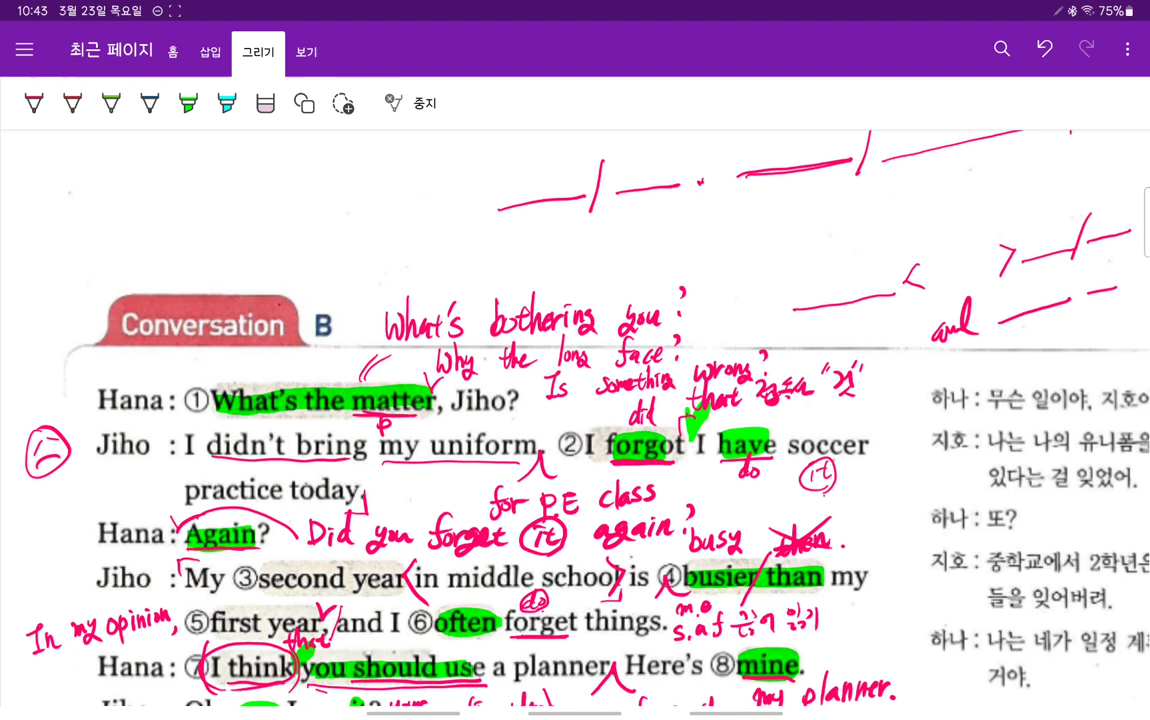 10:43 3월 23일 목요일 75%
최근 페이지 홈 삽입 그리기 보기
중지
and
Conversation B
What's bothering you?
Why the long face?
Is somethin wrong?
did that 접속사 "것"
Hana : ①What's the matter, Jiho?
P
하나 : 무슨 일이야, 지호야
Jiho : I didn't bring my uniform. ②I forgot I have soccer
do it
practice today.
지호 : 나는 나의 유니폼을
있다는 걸 잊었어.
for P.E class
Hana : Again? Did you forget it again?
하나 : 또?
busy then.
Jiho : My ③second year in middle school is ④busier than my
지호 : 중학교에서 2학년은
do
⑤first year, and I ⑥often forget things.
m.o
s.a.f
들을 잊어버려.
In my opinion,
that
Hana : ⑦I think you should use a planner. Here's ⑧mine.
하나 : 나는 네가 일정
거야.
my planner.